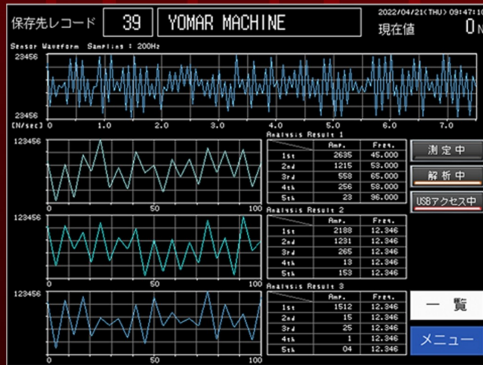 保存先レコード 39 YOMAR MACHINE
2022/04/21(THU) 09:47:10
現在値 0 N
Sensor Waveform Sampling : 200Hz
23456
23456
[N/sec] 0 1.0 2.0 3.0 4.0 5.0 6.0 7.0
Analysis Result 1
123456
Amp. Freq.
1st 2635 45.000
2nd 1215 53.000
3rd 558 65.000
4th 256 58.000
5th 23 96.000
0 50 100
測定中
解析中
USBアクセス中
Analysis Result 2
123456
Amp. Freq.
1st 2188 12.346
2nd 1231 12.346
3rd 265 12.346
4th 13 12.346
5th 153 12.346
0 50 100
Analysis Result 3
123456
Amp. Freq.
1st 1512 12.346
2nd 15 12.346
3rd 25 12.346
4th 1 12.346
5th 04 12.346
0 50 100
一覧
メニュー